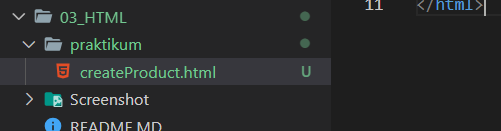 03_HTML
praktikum
createProduct.html U
Screenshot
README.MD
11 </html>